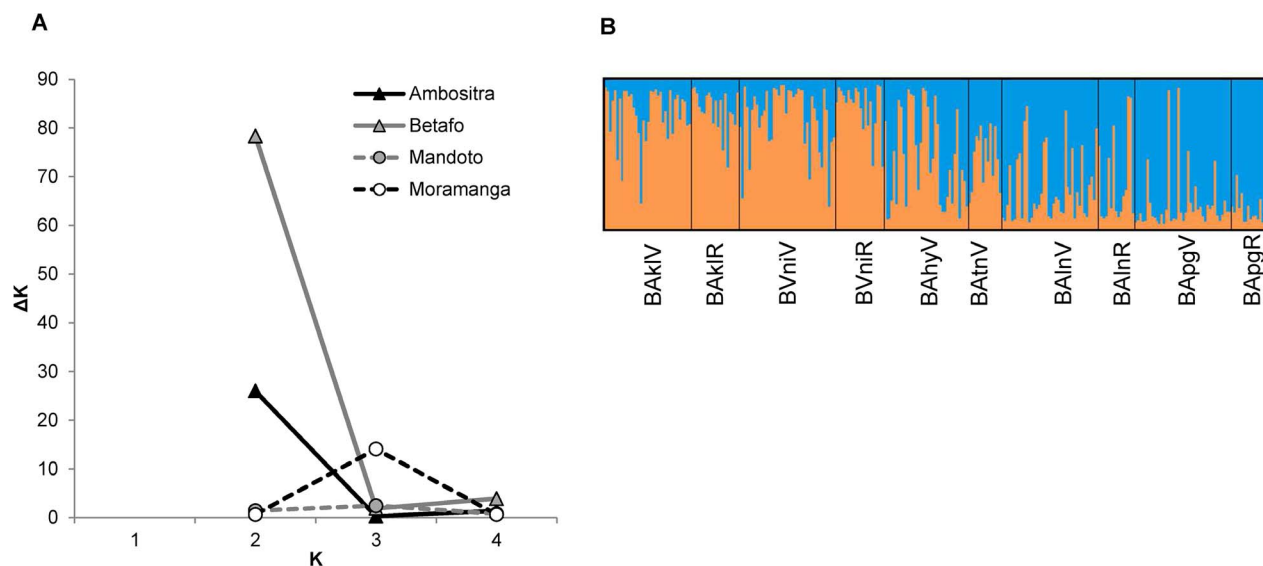 A
90
80
70
60
50
40
30
20
10
0
ΔK
1 2 3 4
K
Ambositra
Betafo
Mandoto
Moramanga
B
BAklV
BAklR
BVniV
BVniR
BAhyV
BAtnV
BAlnV
BAlnR
BApgV
BApgR